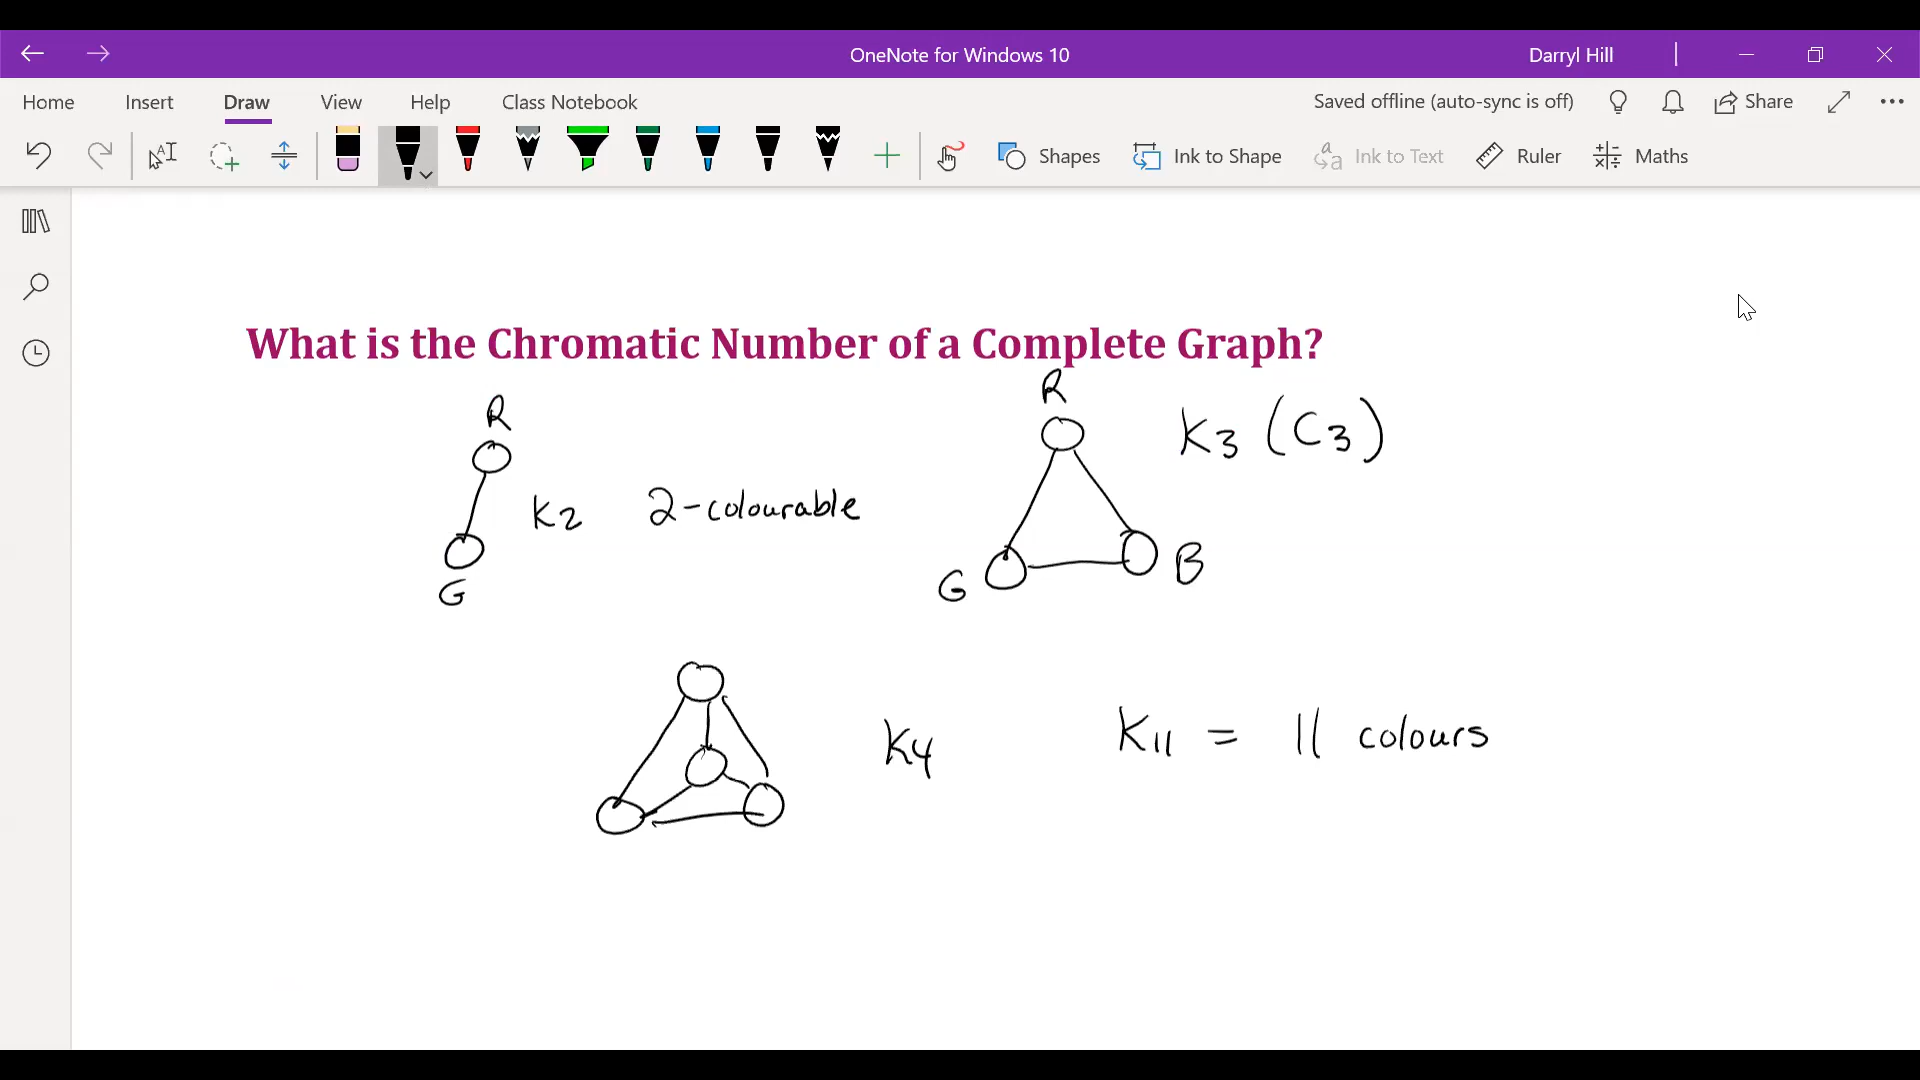 OneNote for Windows 10
Darryl Hill
Home Insert Draw View Help Class Notebook
Saved offline (auto-sync is off) Share
Shapes Ink to Shape Ink to Text Ruler Maths
What is the Chromatic Number of a Complete Graph?
R
G
K2
2-colourable
R
G
B
K3 (C3)
K4
K11 = 11 colours